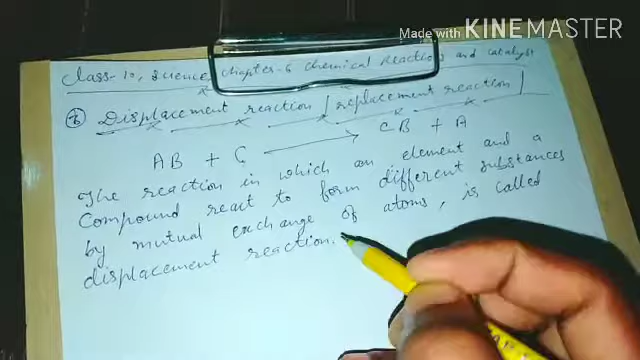 Made with KINEMASTER
Class-10, Science, Chapter-6 Chemical Reactions and Catalyst
Displacement reaction / replacement reaction /
AB + C → CB + A
The reaction in which an element and a
Compound react to form different substances
by mutual exchange of atoms, is called
displacement reaction.